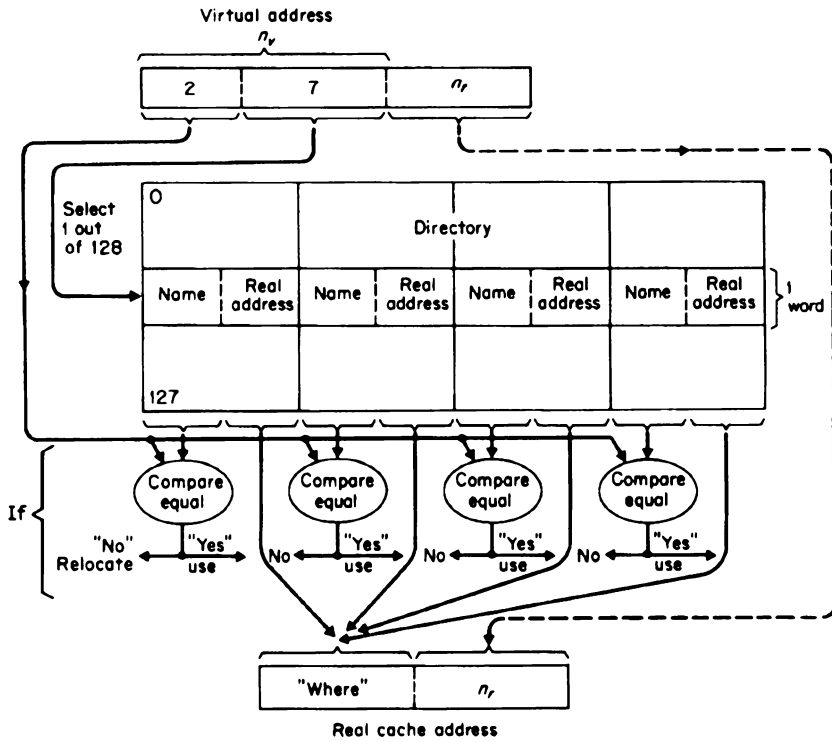 Virtual address
n_v
2 7 n_r
Select
1 out
of 128
0
Directory
Name Real address Name Real address Name Real address Name Real address
1 word
127
If
Compare equal Compare equal Compare equal Compare equal
"No" Relocate "Yes" use No "Yes" use No "Yes" use No "Yes" use
"Where" n_r
Real cache address